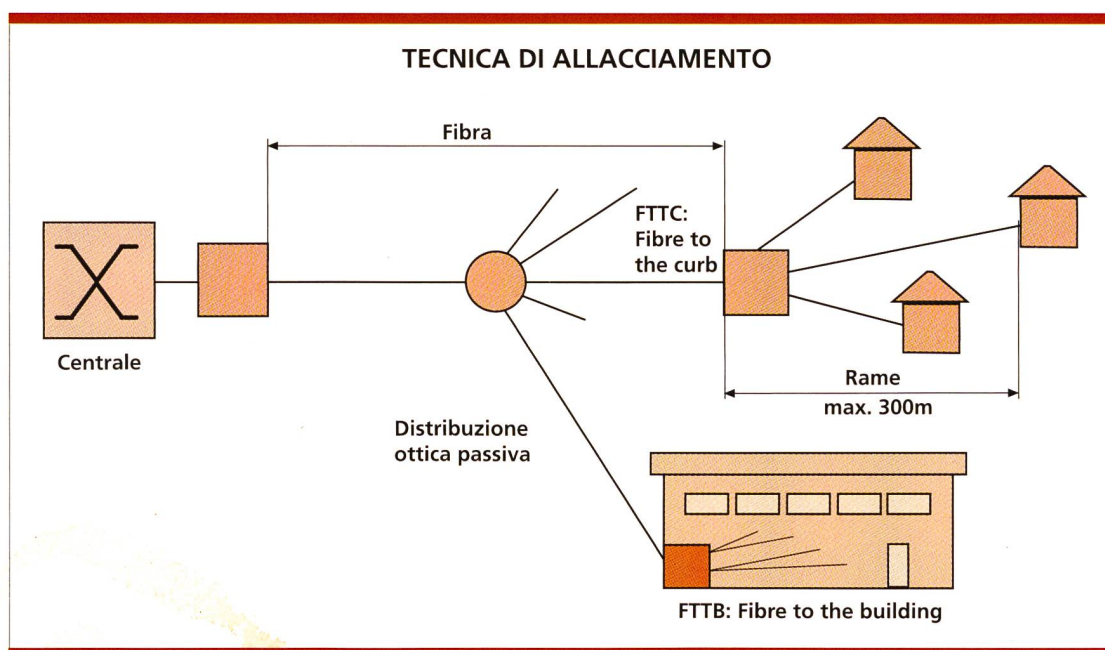 TECNICA DI ALLACCIAMENTO
Fibra
FTTC:
Fibre to
the curb
Centrale
Rame
max. 300m
Distribuzione
ottica passiva
FTTB: Fibre to the building